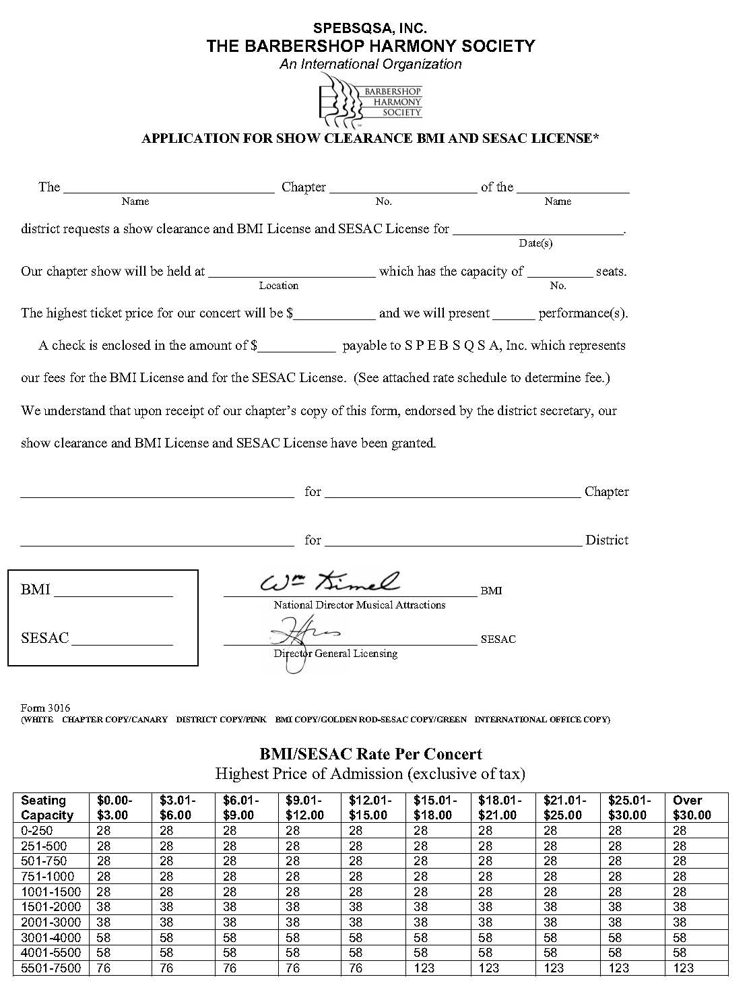 SPEBSQSA, INC.
THE BARBERSHOP HARMONY SOCIETY
An International Organization
BARBERSHOP
HARMONY
SOCIETY
APPLICATION FOR SHOW CLEARANCE BMI AND SESAC LICENSE*
The ____________ Chapter ____________ of the ____________
Name No. Name
district requests a show clearance and BMI License and SESAC License for ____________.
Date(s)
Our chapter show will be held at ____________ which has the capacity of ________ seats.
Location No.
The highest ticket price for our concert will be $____________ and we will present ______ performance(s).
A check is enclosed in the amount of $___________ payable to S P E B S Q S A, Inc. which represents
our fees for the BMI License and for the SESAC License. (See attached rate schedule to determine fee.)
We understand that upon receipt of our chapter’s copy of this form, endorsed by the district secretary, our
show clearance and BMI License and SESAC License have been granted.
____________ for ____________ Chapter
____________ for ____________ District
BMI ____________ Wm Kimel BMI
National Director Musical Attractions
SESAC ____________ ____________ SESAC
Director General Licensing
Form 3016
(WHITE CHAPTER COPY/CANARY DISTRICT COPY/PINK BMI COPY/GOLDEN ROD-SESAC COPY/GREEN INTERNATIONAL OFFICE COPY)
BMI/SESAC Rate Per Concert
Highest Price of Admission (exclusive of tax)
Seating $0.00- $3.01- $6.01- $9.01- $12.01- $15.01- $18.01- $21.01- $25.01- Over
Capacity $3.00 $6.00 $9.00 $12.00 $15.00 $18.00 $21.00 $25.00 $30.00 $30.00
0-250 28 28 28 28 28 28 28 28 28 28
251-500 28 28 28 28 28 28 28 28 28 28
501-750 28 28 28 28 28 28 28 28 28 28
751-1000 28 28 28 28 28 28 28 28 28 28
1001-1500 28 28 28 28 28 28 28 28 28 28
1501-2000 38 38 38 38 38 38 38 38 38 38
2001-3000 38 38 38 38 38 38 38 38 38 38
3001-4000 58 58 58 58 58 58 58 58 58 58
4001-5500 58 58 58 58 58 58 58 58 58 58
5501-7500 76 76 76 76 76 123 123 123 123 123